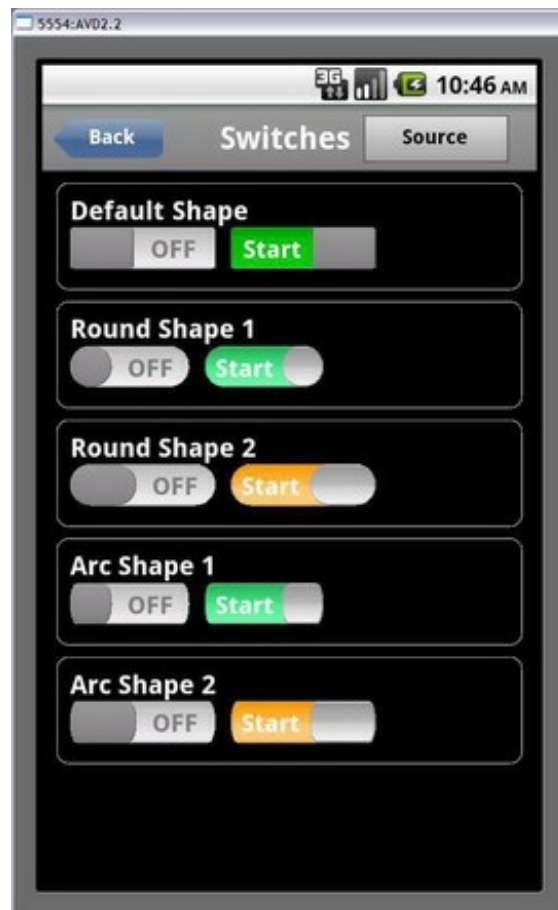 5554:AVD2.2
3G 10:46 AM
Back Switches Source
Default Shape
OFF Start
Round Shape 1
OFF Start
Round Shape 2
OFF Start
Arc Shape 1
OFF Start
Arc Shape 2
OFF Start